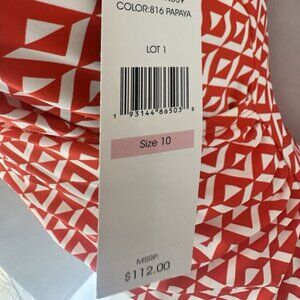 COLOR:816 PAPAYA
LOT 1
1 93144 86503 8
Size 10
MSRP:
$112.00